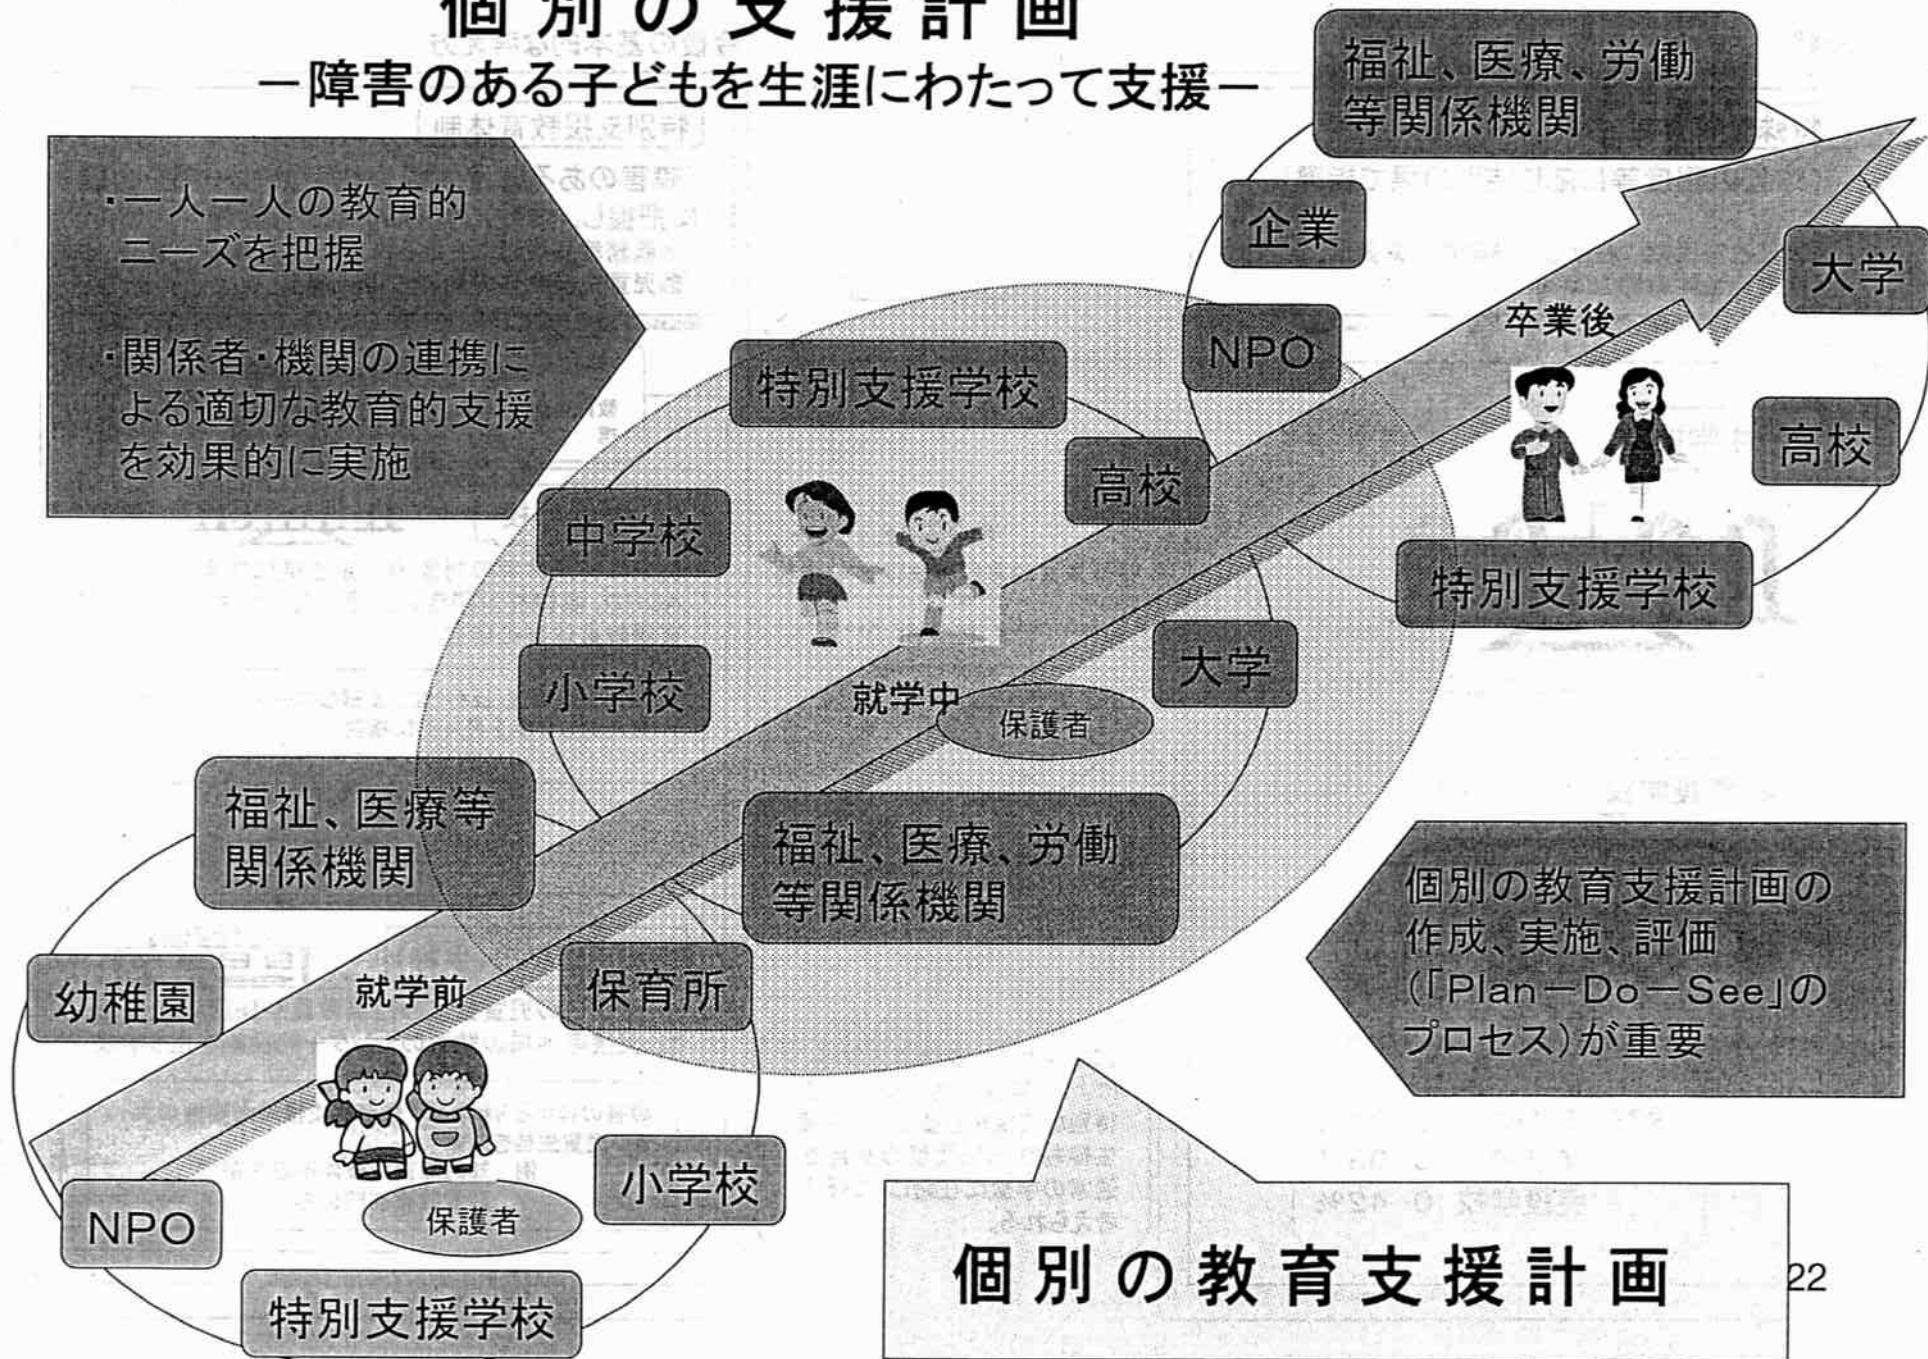 個別の支援計画
－障害のある子どもを生涯にわたって支援－
・一人一人の教育的
ニーズを把握
・関係者・機関の連携に
よる適切な教育的支援
を効果的に実施
福祉、医療、労働
等関係機関
企業
大学
NPO
卒業後
高校
特別支援学校
特別支援学校
高校
中学校
小学校
就学中
保護者
大学
福祉、医療、労働
等関係機関
福祉、医療等
関係機関
幼稚園
就学前
保育所
NPO
保護者
小学校
特別支援学校
個別の教育支援計画の
作成、実施、評価
（「Plan－Do－See」の
プロセス）が重要
個別の教育支援計画
22